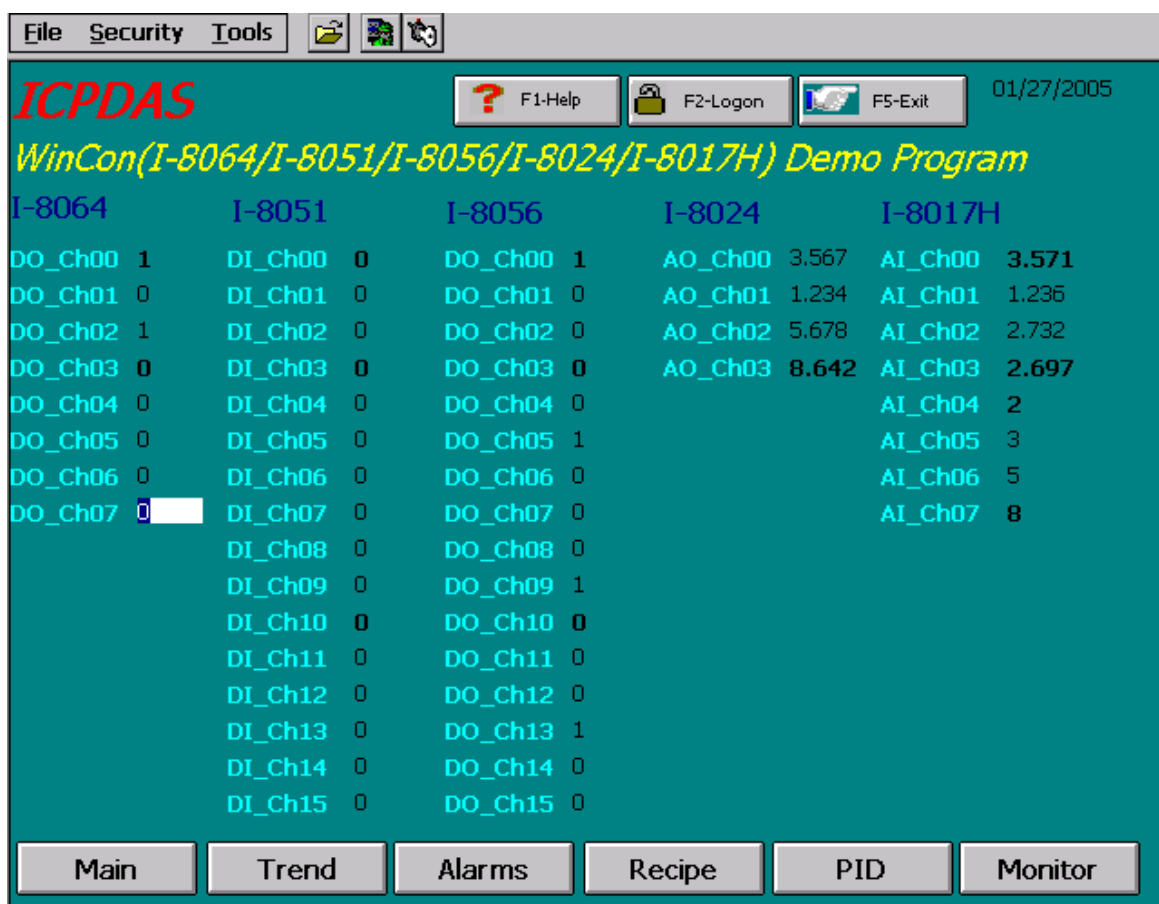 File Security Tools
ICPDAS F1-Help F2-Logon F5-Exit 01/27/2005
WinCon(I-8064/I-8051/I-8056/I-8024/I-8017H) Demo Program
I-8064 I-8051 I-8056 I-8024 I-8017H
DO_Ch00 1 DI_Ch00 0 DO_Ch00 1 AO_Ch00 3.567 AI_Ch00 3.571
DO_Ch01 0 DI_Ch01 0 DO_Ch01 0 AO_Ch01 1.234 AI_Ch01 1.236
DO_Ch02 1 DI_Ch02 0 DO_Ch02 0 AO_Ch02 5.678 AI_Ch02 2.732
DO_Ch03 0 DI_Ch03 0 DO_Ch03 0 AO_Ch03 8.642 AI_Ch03 2.697
DO_Ch04 0 DI_Ch04 0 DO_Ch04 0 AI_Ch04 2
DO_Ch05 0 DI_Ch05 0 DO_Ch05 1 AI_Ch05 3
DO_Ch06 0 DI_Ch06 0 DO_Ch06 0 AI_Ch06 5
DO_Ch07 0 DI_Ch07 0 DO_Ch07 0 AI_Ch07 8
DI_Ch08 0 DO_Ch08 0
DI_Ch09 0 DO_Ch09 1
DI_Ch10 0 DO_Ch10 0
DI_Ch11 0 DO_Ch11 0
DI_Ch12 0 DO_Ch12 0
DI_Ch13 0 DO_Ch13 1
DI_Ch14 0 DO_Ch14 0
DI_Ch15 0 DO_Ch15 0
Main Trend Alarms Recipe PID Monitor